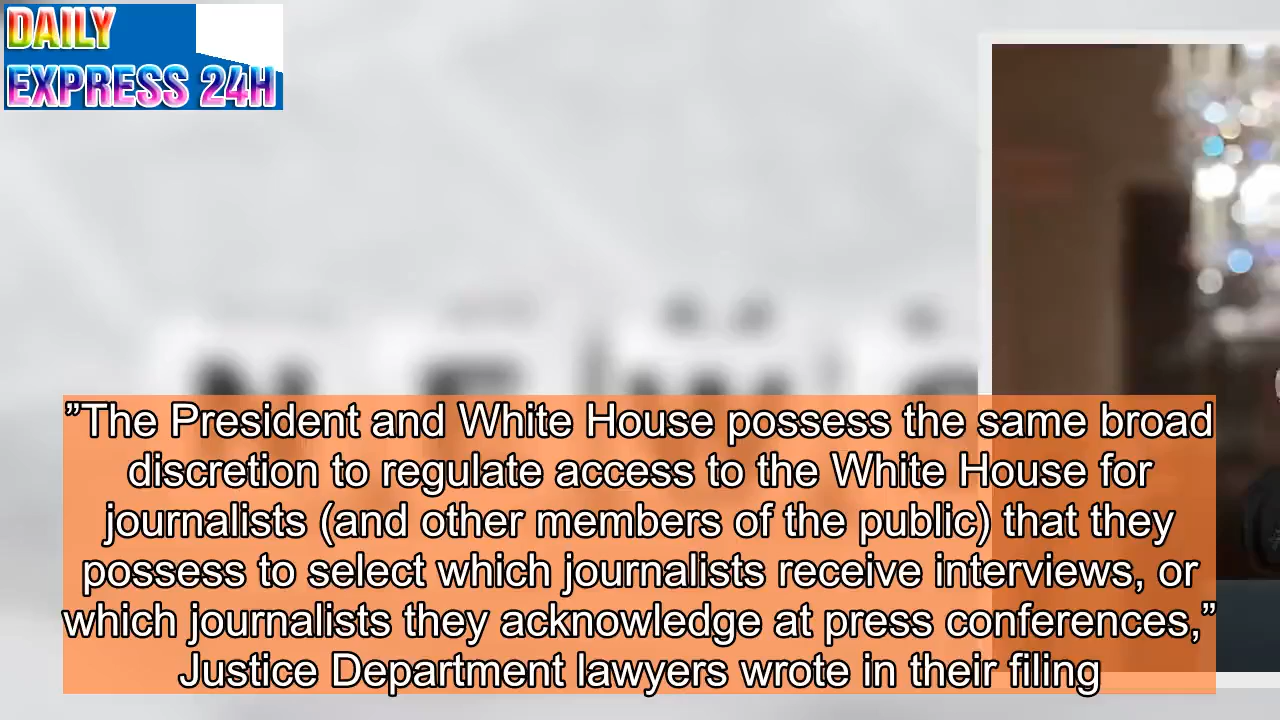 DAILY
EXPRESS 24H
”The President and White House possess the same broad
discretion to regulate access to the White House for
journalists (and other members of the public) that they
possess to select which journalists receive interviews, or
which journalists they acknowledge at press conferences,”
Justice Department lawyers wrote in their filing